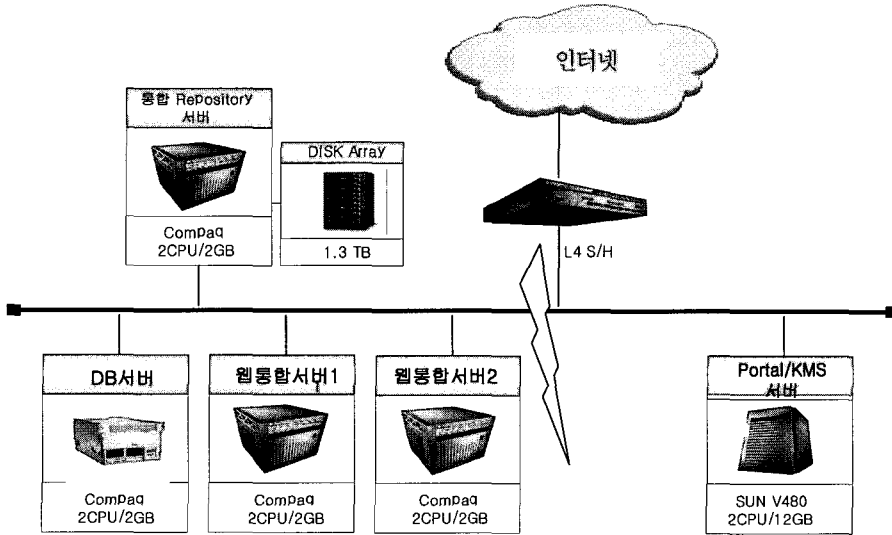 인터넷
통합 Repository
서버
Compaq
2CPU/2GB
DISK Array
1.3 TB
L4 S/H
DB서버
Compaq
2CPU/2GB
웹통합서버1
Compaq
2CPU/2GB
웹통합서버2
Compaq
2CPU/2GB
Portal/KMS
서버
SUN V480
2CPU/12GB